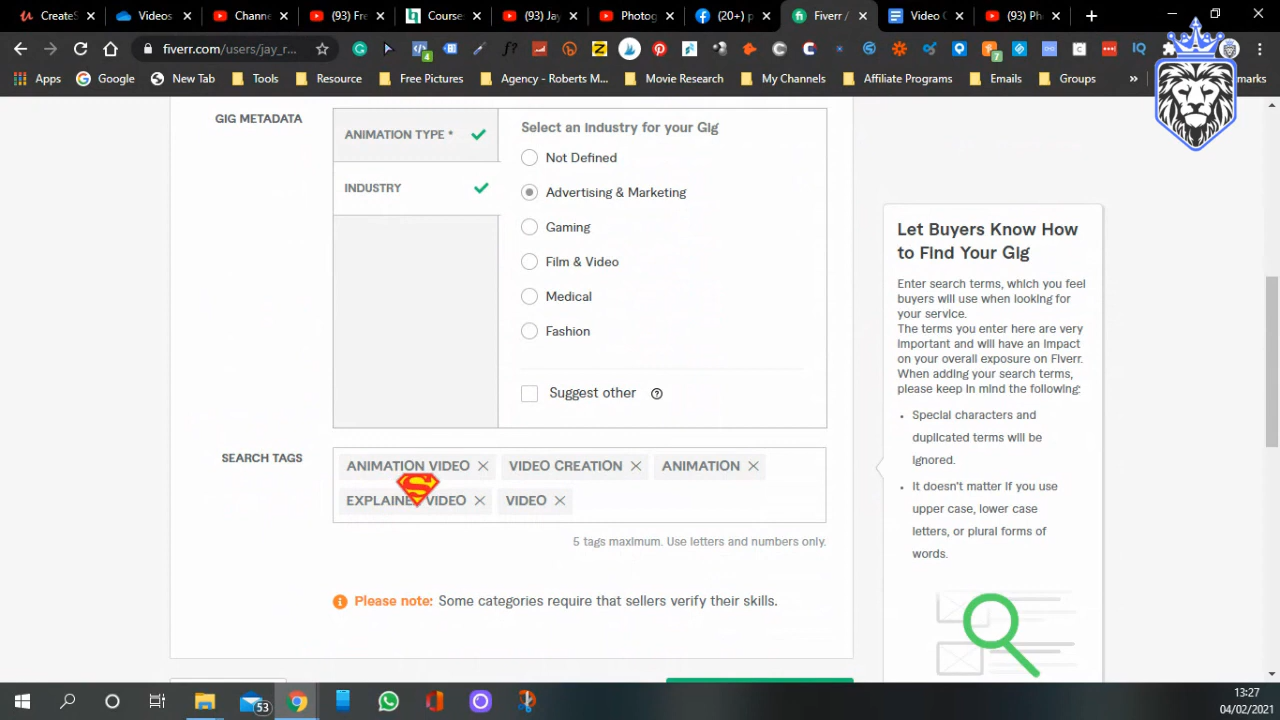 CreateS
Videos
Channe
(93) Fre
Course
(93) Jay
Photog
(20+) p
Fiverr /
Video C
(93) Ph
fiverr.com/users/jay_r...
Apps
Google
New Tab
Tools
Resource
Free Pictures
Agency - Roberts M...
Movie Research
My Channels
Affiliate Programs
Emails
Groups
»
GIG METADATA
ANIMATION TYPE *
INDUSTRY
Select an Industry for your Gig
Not Defined
Advertising & Marketing
Gaming
Film & Video
Medical
Fashion
Suggest other
SEARCH TAGS
ANIMATION VIDEO
VIDEO CREATION
ANIMATION
VIDEO
VIDEO
5 tags maximum. Use letters and numbers only.
Please note: Some categories require that sellers verify their skills.
Let Buyers Know How
to Find Your Gig
Enter search terms, which you feel
buyers will use when looking for
your service.
The terms you enter here are very
important and will have an impact
on your overall exposure on Fiverr.
When adding your search terms,
please keep in mind the following:
• Special characters and
duplicated terms will be
ignored.
• It doesn't matter if you use
upper case, lower case
letters, or plural forms of
words.
53
13:27
04/02/2021